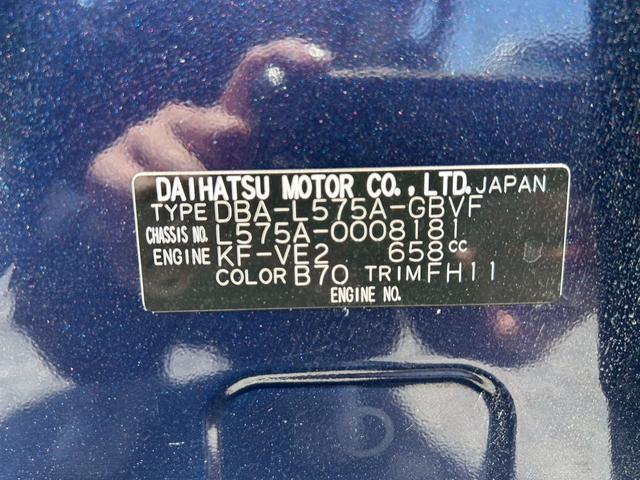 DAIHATSU MOTOR CO., LTD. JAPAN
TYPE DBA-L575A-GBVF
CHASSIS NO. L575A-0008181
ENGINE KF-VE2 658cc
COLOR B70 TRIM FH11
ENGINE NO.